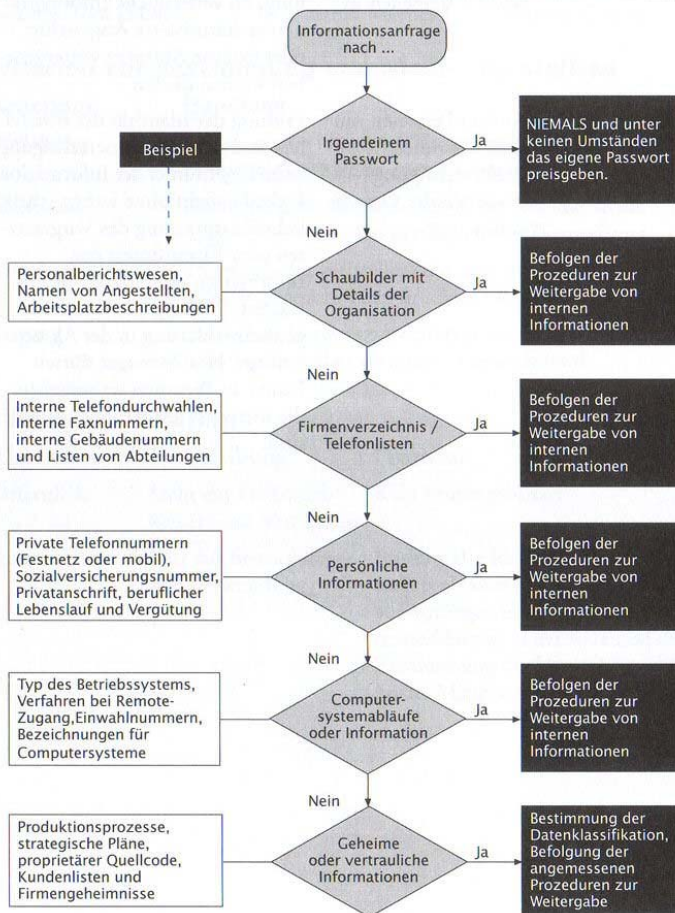 Informationsanfrage
nach ...
Beispiel
Irgendeinem
Passwort
Ja
NIEMALS und unter
keinen Umständen
das eigene Passwort
preisgeben.
Nein
Personalberichtswesen,
Namen von Angestellten,
Arbeitsplatzbeschreibungen
Schaubilder mit
Details der
Organisation
Ja
Befolgen der
Prozeduren zur
Weitergabe von
internen
Informationen
Nein
Interne Telefondurchwahlen,
Interne Faxnummern,
interne Gebäudenummern
und Listen von Abteilungen
Firmenverzeichnis /
Telefonlisten
Ja
Befolgen der
Prozeduren zur
Weitergabe von
internen
Informationen
Nein
Private Telefonnummern
(Festnetz oder mobil),
Sozialversicherungsnummer,
Privatanschrift, beruflicher
Lebenslauf und Vergütung
Persönliche
Informationen
Ja
Befolgen der
Prozeduren zur
Weitergabe von
internen
Informationen
Nein
Typ des Betriebssystems,
Verfahren bei Remote-
Zugang,Einwahlnummern,
Bezeichnungen für
Computersysteme
Computer-
systemabläufe
oder Information
Ja
Befolgen der
Prozeduren zur
Weitergabe von
internen
Informationen
Nein
Produktionsprozesse,
strategische Pläne,
proprietärer Quellcode,
Kundenlisten und
Firmengeheimnisse
Geheime
oder vertrauliche
Informationen
Ja
Bestimmung der
Datenklassifikation,
Befolgung der
angemessenen
Prozeduren zur
Weitergabe